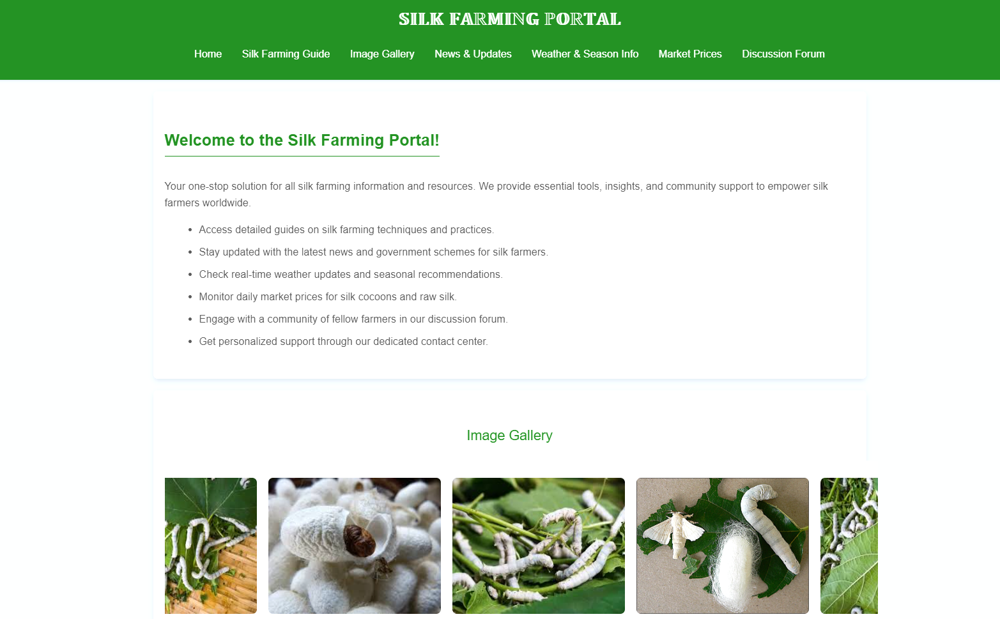 SILK FARMING PORTAL
Home Silk Farming Guide Image Gallery News & Updates Weather & Season Info Market Prices Discussion Forum
Welcome to the Silk Farming Portal!
Your one-stop solution for all silk farming information and resources. We provide essential tools, insights, and community support to empower silk
farmers worldwide.
• Access detailed guides on silk farming techniques and practices.
• Stay updated with the latest news and government schemes for silk farmers.
• Check real-time weather updates and seasonal recommendations.
• Monitor daily market prices for silk cocoons and raw silk.
• Engage with a community of fellow farmers in our discussion forum.
• Get personalized support through our dedicated contact center.
Image Gallery